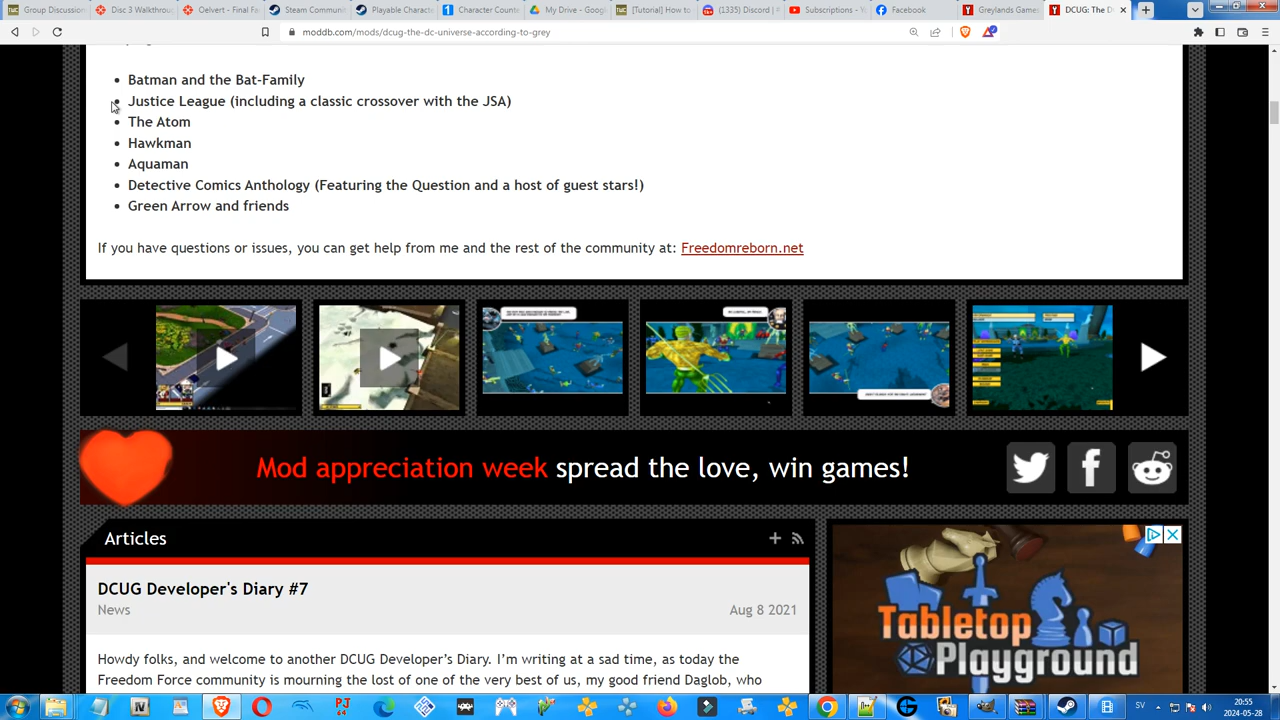 Group Discussion
Disc 3 Walkthrou
Oelvert - Final Fa
Steam Communi
Playable Charact
Character Counte
My Drive - Goog
[Tutorial] How to
(1335) Discord |
Subscriptions - Y
Facebook
Greylands Games
DCUG: The D
moddb.com/mods/dcug-the-dc-universe-according-to-grey
• Batman and the Bat-Family
• Justice League (including a classic crossover with the JSA)
• The Atom
• Hawkman
• Aquaman
• Detective Comics Anthology (Featuring the Question and a host of guest stars!)
• Green Arrow and friends
If you have questions or issues, you can get help from me and the rest of the community at: Freedomreborn.net
Mod appreciation week spread the love, win games!
Articles
DCUG Developer's Diary #7
News
Aug 8 2021
Howdy folks, and welcome to another DCUG Developer's Diary. I'm writing at a sad time, as today the
Freedom Force community is mourning the lost of one of the very best of us, my good friend Daglob, who
Tabletop
Playground
SV
20:55
2024-05-28